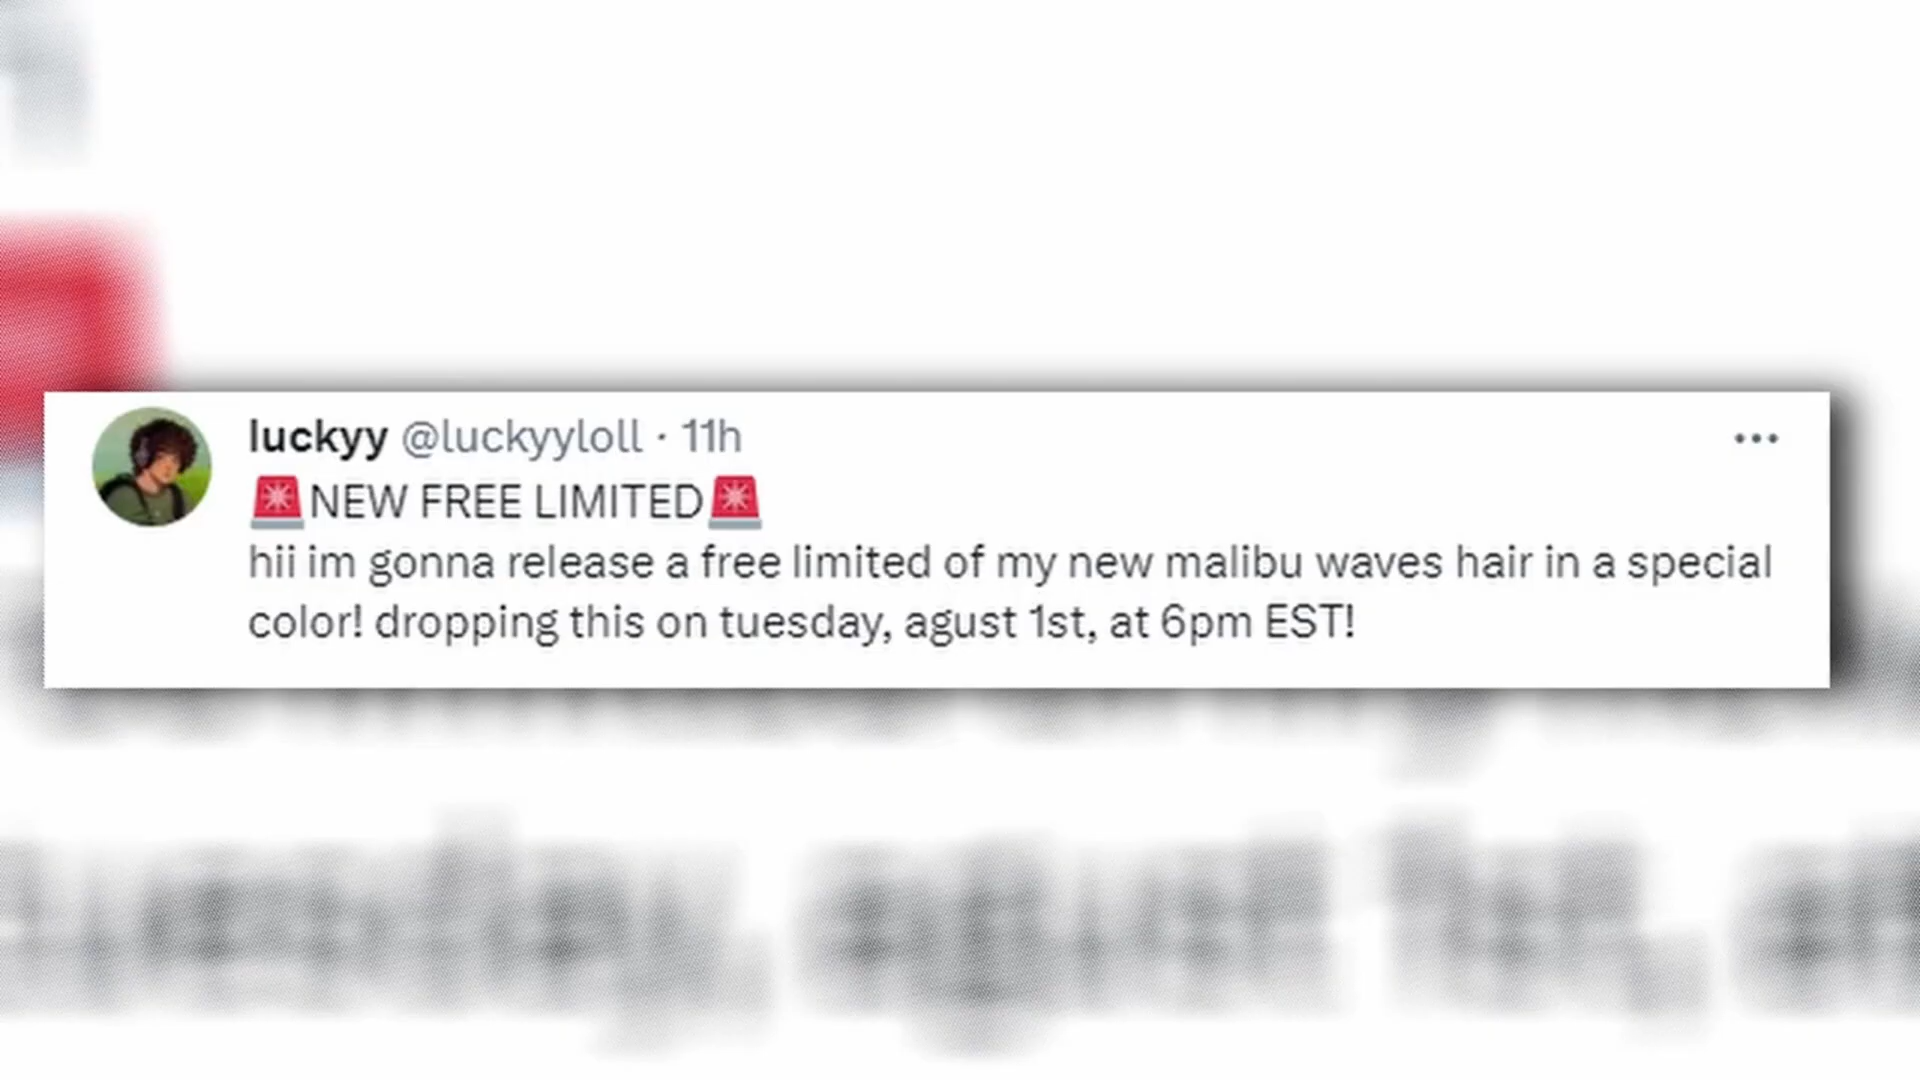 luckyy @luckyyloll · 11h
🚨NEW FREE LIMITED🚨
hii im gonna release a free limited of my new malibu waves hair in a special
color! dropping this on tuesday, agust 1st, at 6pm EST!